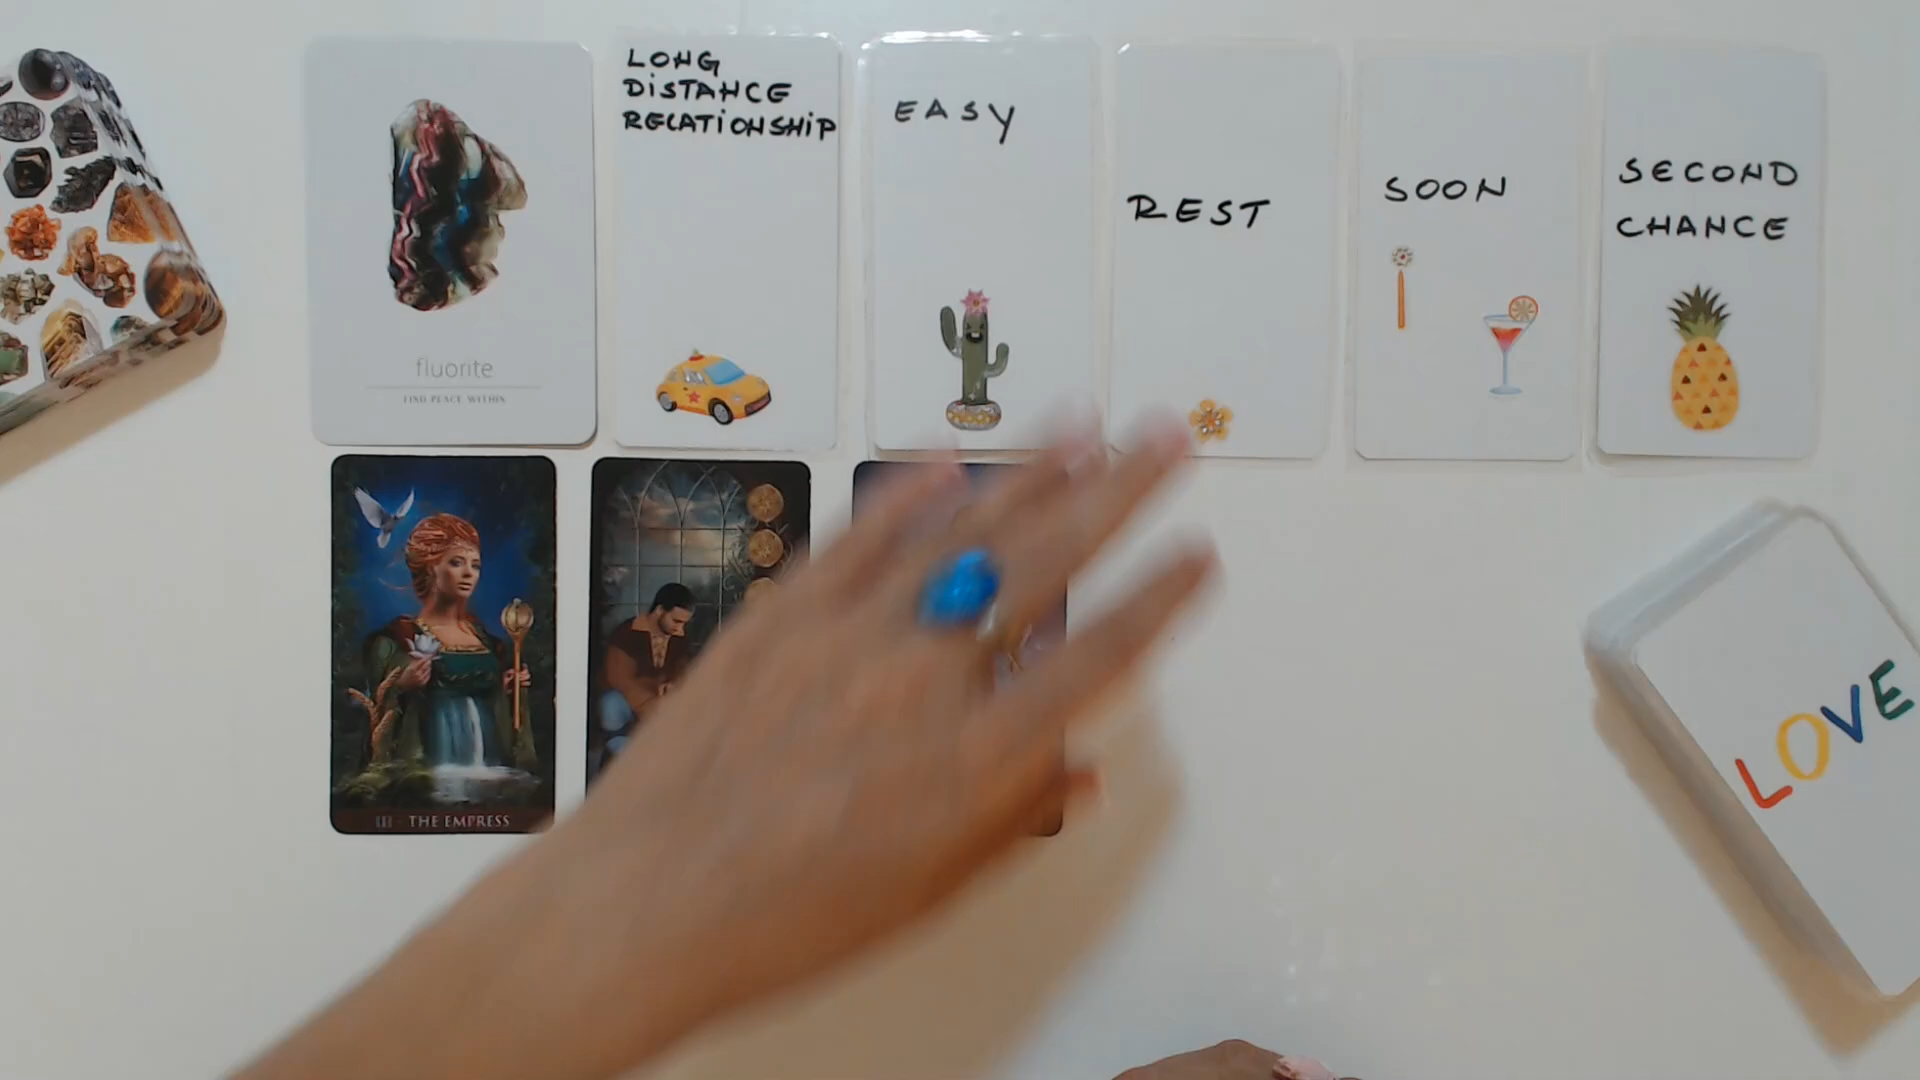 fluorite
FIND PEACE WITHIN
LONG
DISTANCE
RELATIONSHIP
EASY
REST
SOON
SECOND
CHANCE
III - THE EMPRESS
LOVE